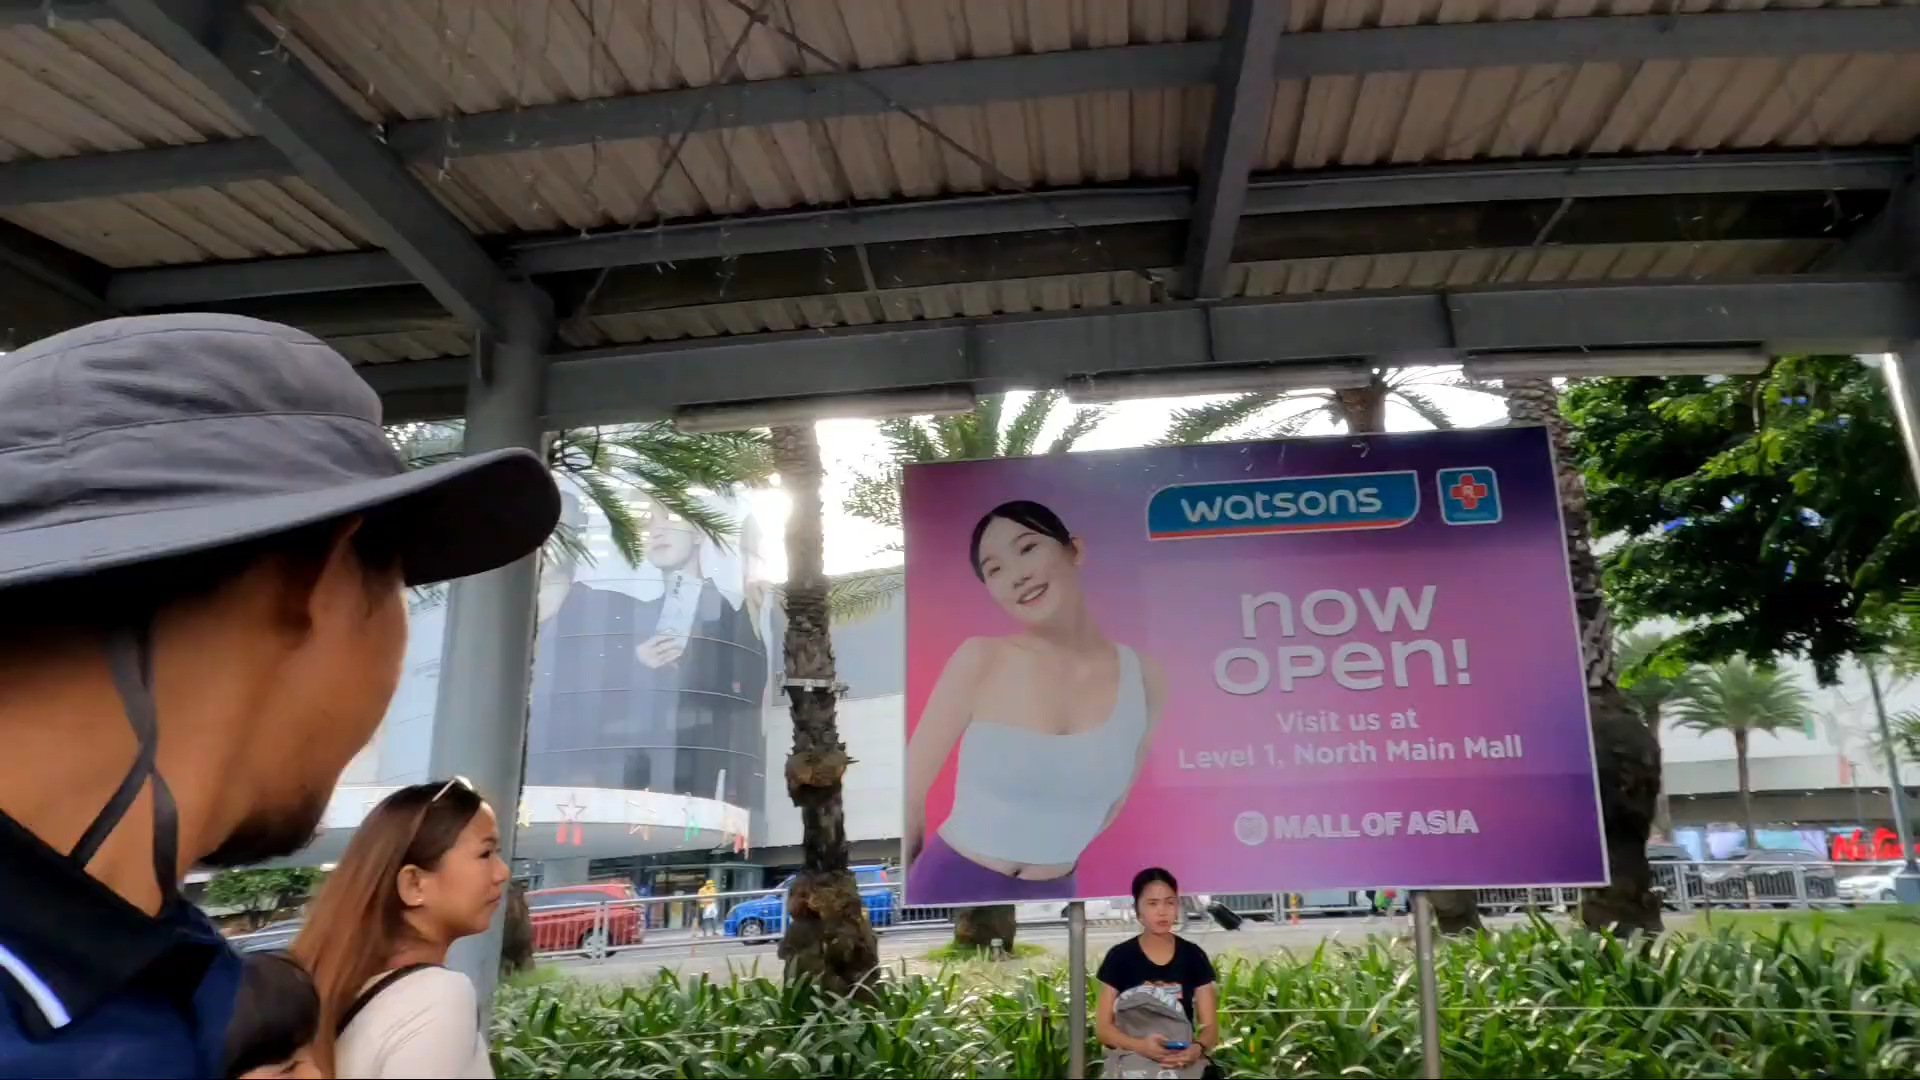 watsons
now
open!
Visit us at
Level 1, North Main Mall
MALL OF ASIA